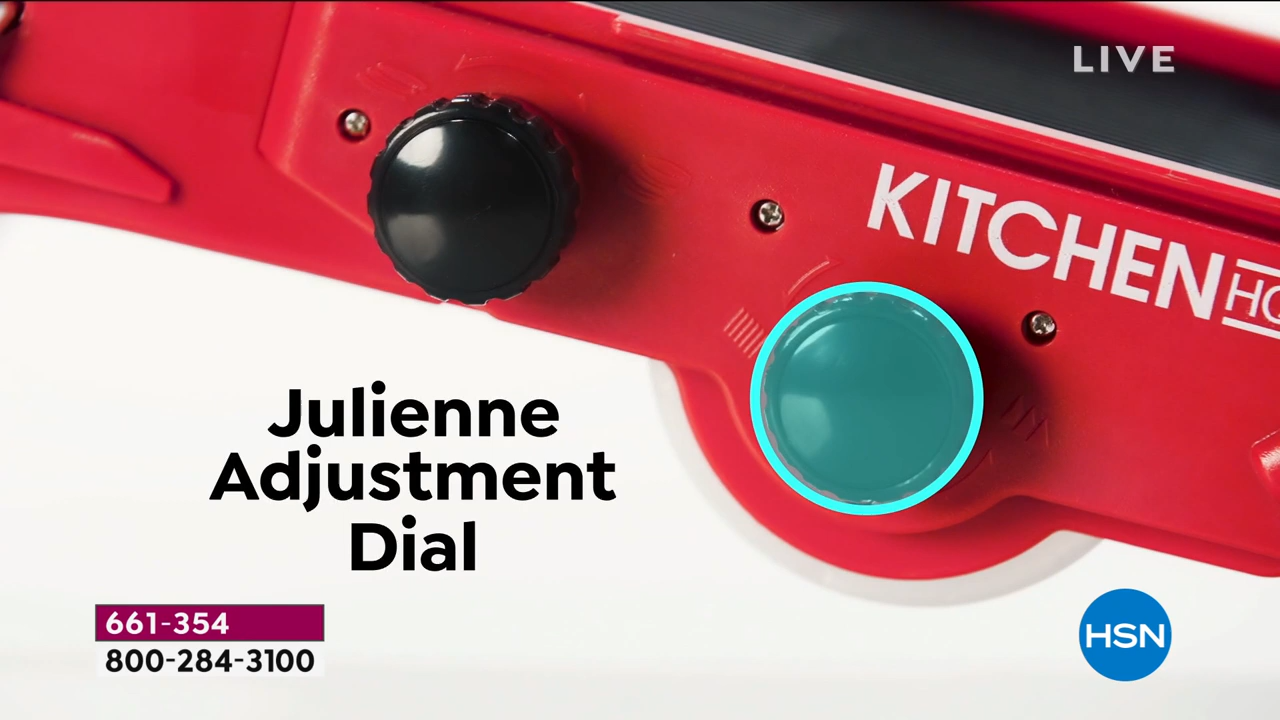 LIVE
KITCHEN
Julienne
Adjustment
Dial
661-354
800-284-3100
HSN